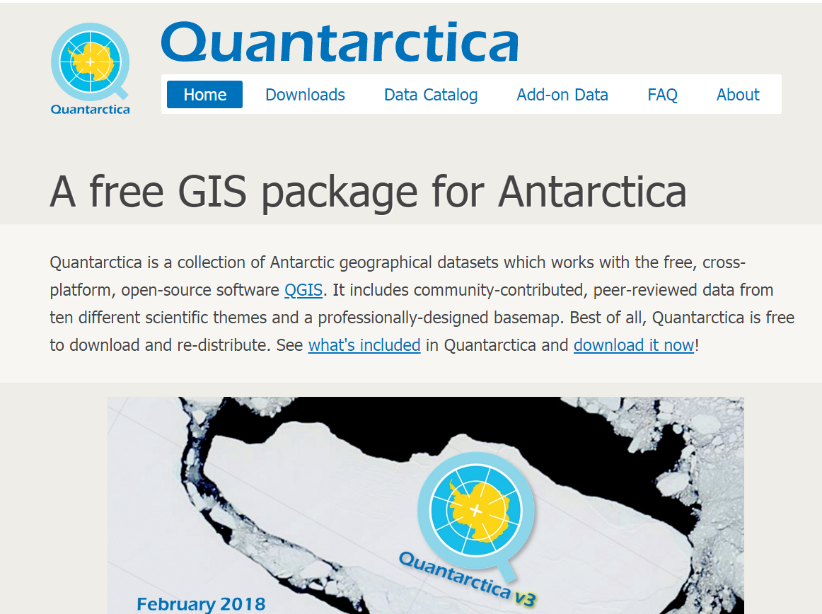 Quantarctica
Quantarctica
Home Downloads Data Catalog Add-on Data FAQ About
A free GIS package for Antarctica
Quantarctica is a collection of Antarctic geographical datasets which works with the free, cross-
platform, open-source software QGIS. It includes community-contributed, peer-reviewed data from
ten different scientific themes and a professionally-designed basemap. Best of all, Quantarctica is free
to download and re-distribute. See what's included in Quantarctica and download it now!
Quantarctica v3
February 2018